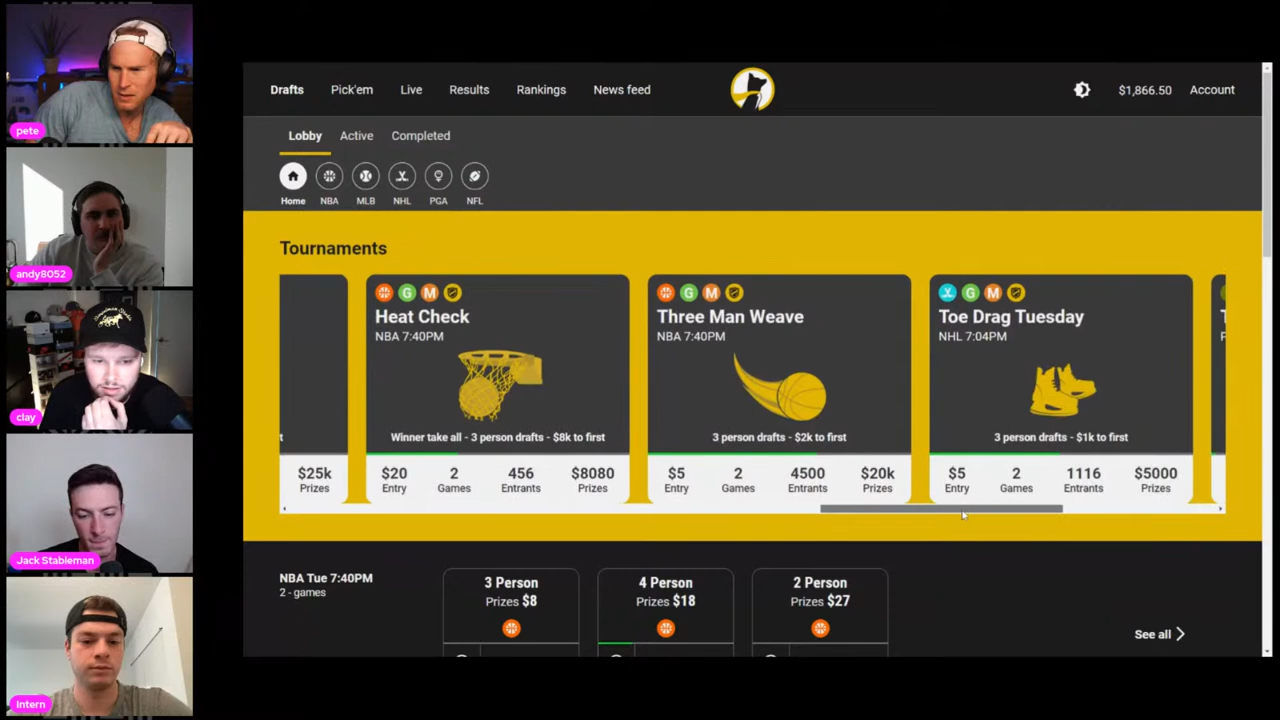 pete
andy8052
clay
Jack Stableman
Intern
Drafts Pick'em Live Results Rankings News feed $1,866.50 Account
Lobby Active Completed
Home NBA MLB NHL PGA NFL
Tournaments
G M
Heat Check
NBA 7:40PM
Winner take all - 3 person drafts - $8k to first
G M
Three Man Weave
NBA 7:40PM
3 person drafts - $2k to first
G M
Toe Drag Tuesday
NHL 7:04PM
3 person drafts - $1k to first
$25k
Prizes
$20 2 456 $8080
Entry Games Entrants Prizes
$5 2 4500 $20k
Entry Games Entrants Prizes
$5 2 1116 $5000
Entry Games Entrants Prizes
NBA Tue 7:40PM
2 - games
3 Person
Prizes $8
4 Person
Prizes $18
2 Person
Prizes $27
See all